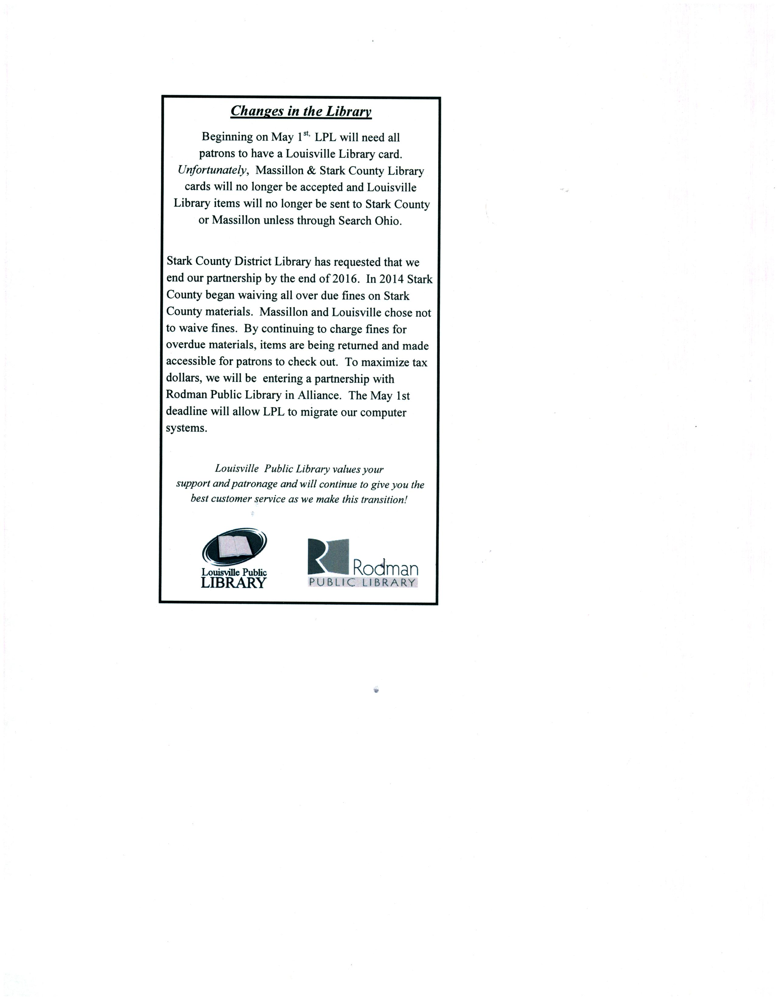 Changes in the Library
Beginning on May 1st, LPL will need all
patrons to have a Louisville Library card.
Unfortunately, Massillon & Stark County Library
cards will no longer be accepted and Louisville
Library items will no longer be sent to Stark County
or Massillon unless through Search Ohio.
Stark County District Library has requested that we
end our partnership by the end of 2016. In 2014 Stark
County began waiving all over due fines on Stark
County materials. Massillon and Louisville chose not
to waive fines. By continuing to charge fines for
overdue materials, items are being returned and made
accessible for patrons to check out. To maximize tax
dollars, we will be entering a partnership with
Rodman Public Library in Alliance. The May 1st
deadline will allow LPL to migrate our computer
systems.
Louisville Public Library values your
support and patronage and will continue to give you the
best customer service as we make this transition!
Louisville Public
LIBRARY
Rodman
PUBLIC LIBRARY